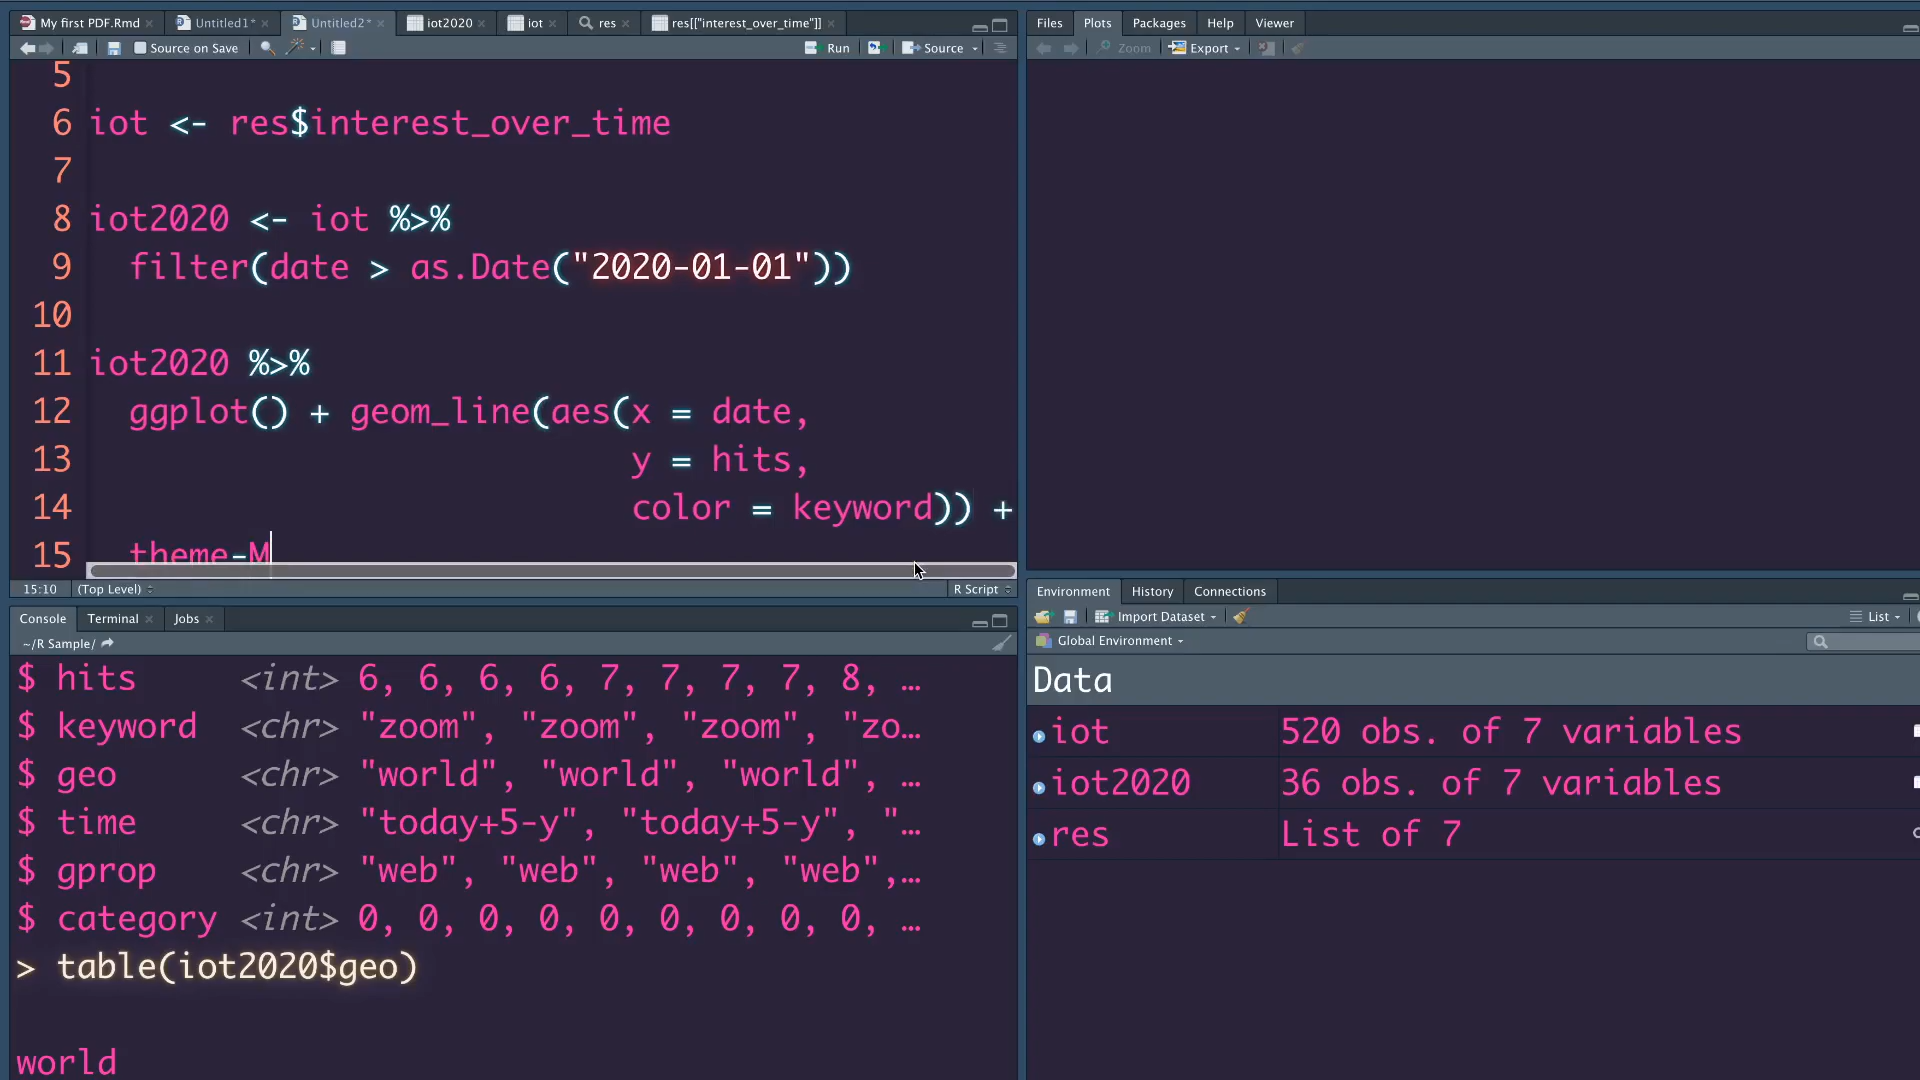 My first PDF.Rmd × Untitled1* × Untitled2* × iot2020 × iot × res × res[["interest_over_time"]] ×
Source on Save Run Source
5
6 iot <- res$interest_over_time
7
8 iot2020 <- iot %>%
9 filter(date > as.Date("2020-01-01"))
10
11 iot2020 %>%
12 ggplot() + geom_line(aes(x = date,
13 y = hits,
14 color = keyword)) +
15 theme-M
15:10 (Top Level) R Script
Console Terminal × Jobs ×
~/R Sample/
$ hits <int> 6, 6, 6, 6, 7, 7, 7, 7, 8, …
$ keyword <chr> "zoom", "zoom", "zoom", "zo…
$ geo <chr> "world", "world", "world", …
$ time <chr> "today+5-y", "today+5-y", "…
$ gprop <chr> "web", "web", "web", "web",…
$ category <int> 0, 0, 0, 0, 0, 0, 0, 0, 0, …
> table(iot2020$geo)
world
Files Plots Packages Help Viewer
Zoom Export
Environment History Connections
Import Dataset List
Global Environment
Data
iot 520 obs. of 7 variables
iot2020 36 obs. of 7 variables
res List of 7